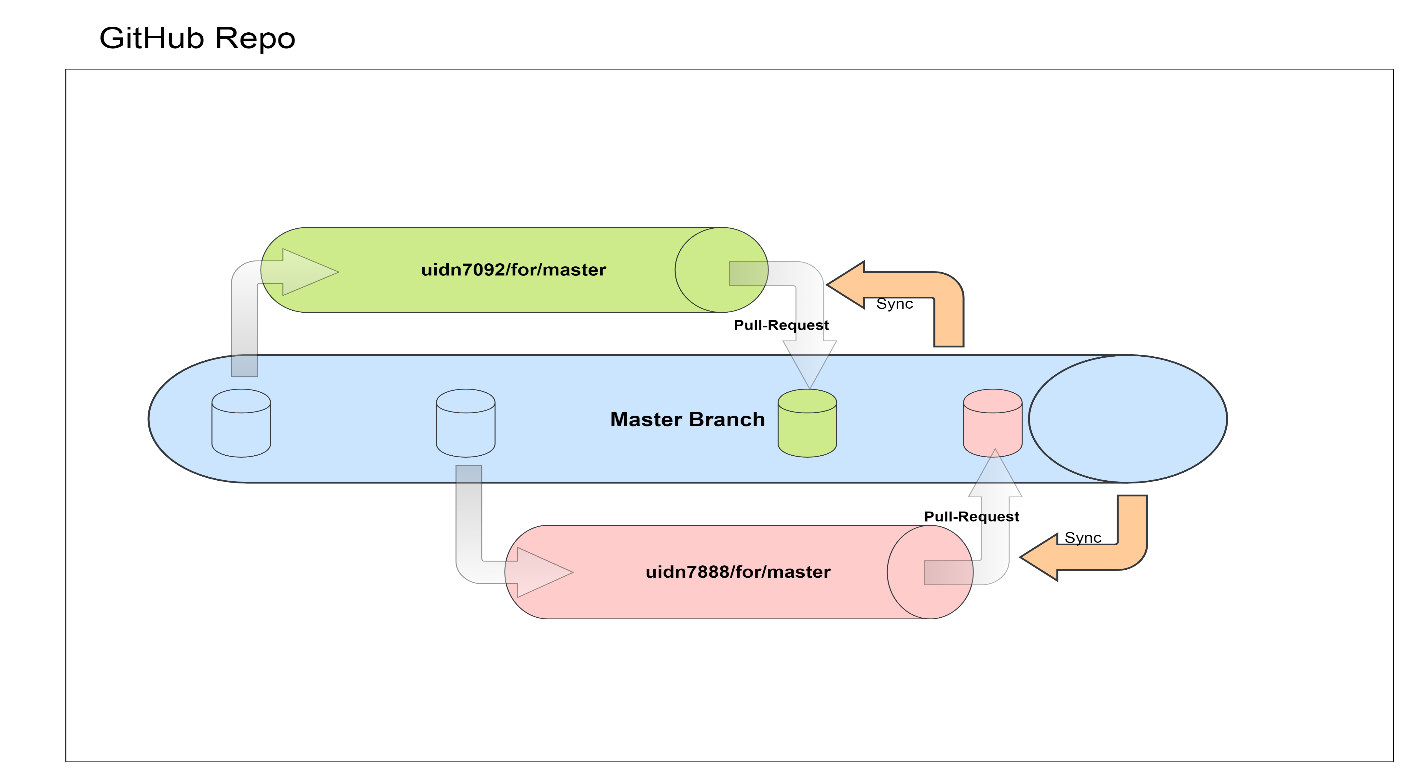 GitHub Repo
uidn7092/for/master
Sync
Pull-Request
Master Branch
Pull-Request
Sync
uidn7888/for/master